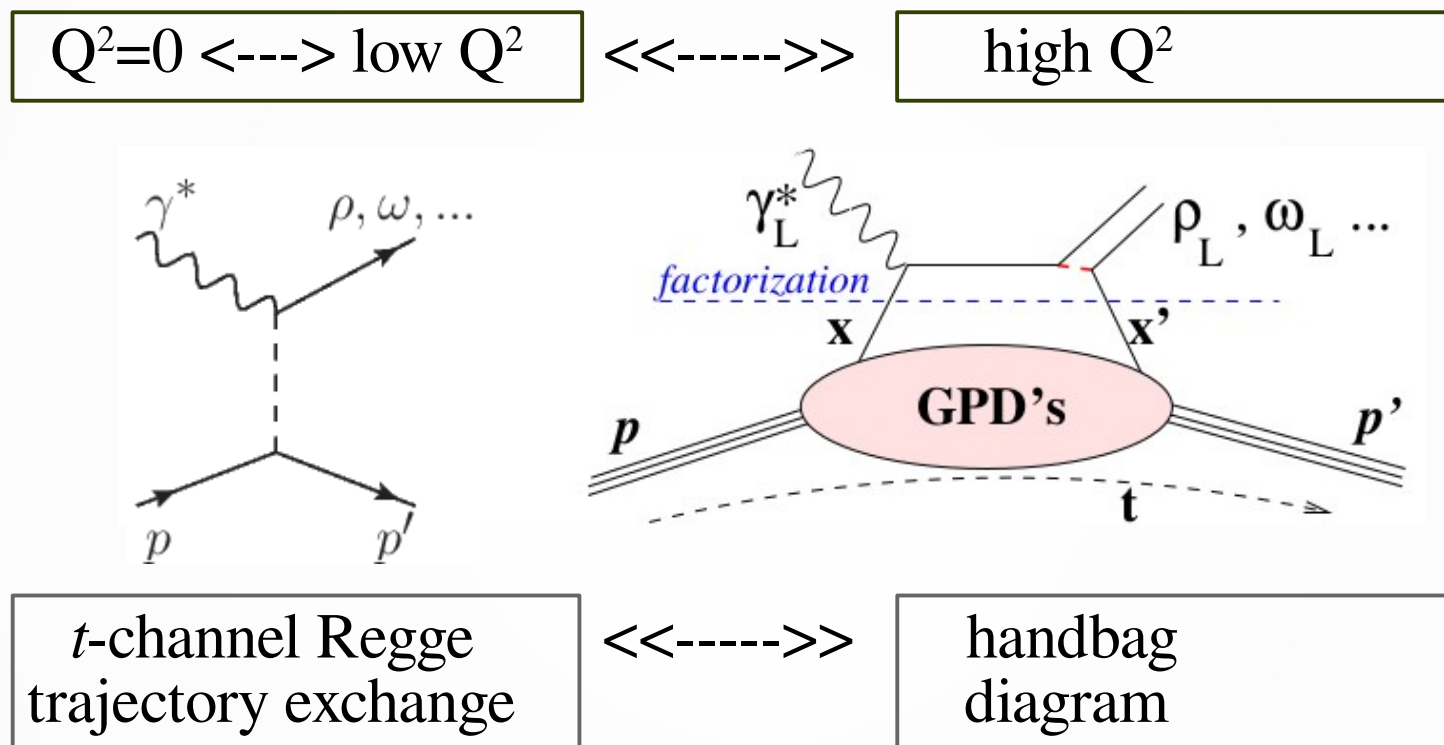 Q²=0 <---> low Q² <<----->> high Q²
γ* ρ, ω, ...
γ*L ρL , ωL ...
factorization
x x’
GPD’s
p p’
t
p p′
t-channel Regge <<----->> handbag
trajectory exchange diagram